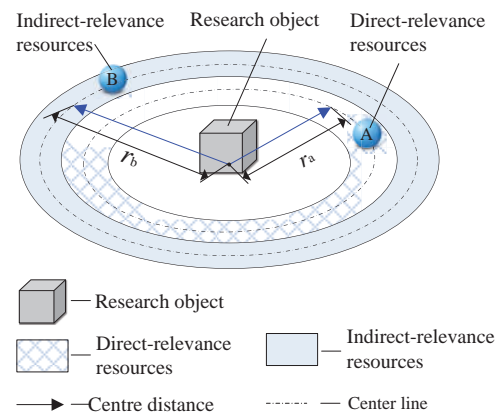 Indirect-relevance
resources
Research object
Direct-relevance
resources
B
A
r_b
r_a
Research object
Direct-relevance
resources
Indirect-relevance
resources
Centre distance
Center line